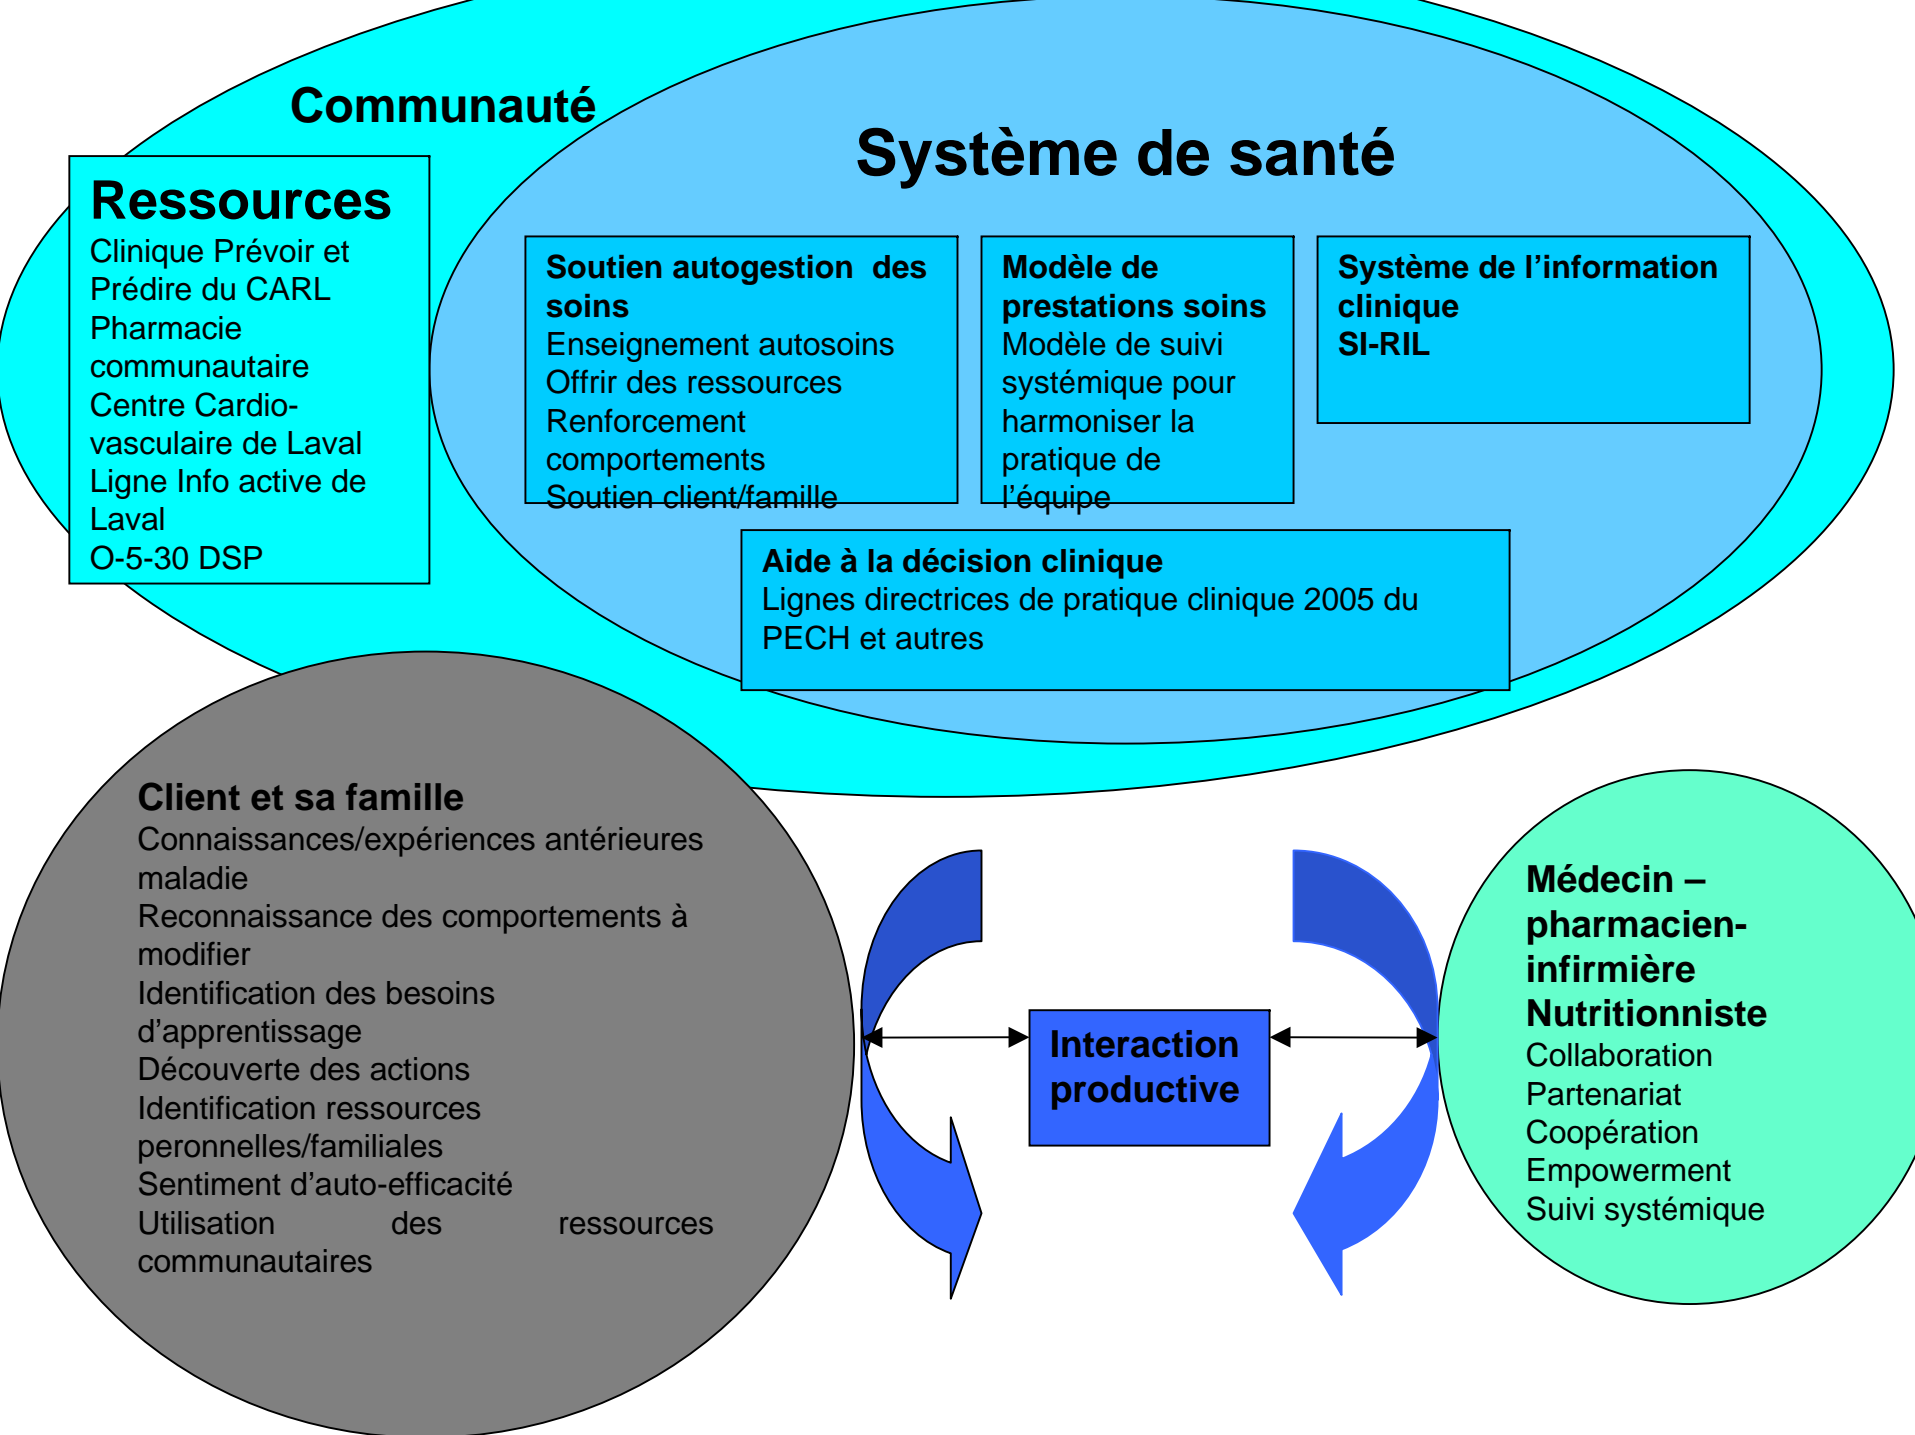 Communauté
Système de santé
Ressources
Clinique Prévoir et
Prédire du CARL
Pharmacie
communautaire
Centre Cardio-
vasculaire de Laval
Ligne Info active de
Laval
O-5-30 DSP
Soutien autogestion  des
soins
Enseignement autosoins
Offrir des ressources
Renforcement
comportements
Soutien client/famille
Modèle de
prestations soins
Modèle de suivi
systémique pour
harmoniser la
pratique de
l’équipe
Système de l’information
clinique
SI-RIL
Aide à la décision clinique
Lignes directrices de pratique clinique 2005 du
PECH et autres
Client et sa famille
Connaissances/expériences antérieures
maladie
Reconnaissance des comportements à
modifier
Identification des besoins
d’apprentissage
Découverte des actions
Identification ressources
peronnelles/familiales
Sentiment d’auto-efficacité
Utilisation des ressources
communautaires
Interaction
productive
Médecin –
pharmacien-
infirmière
Nutritionniste
Collaboration
Partenariat
Coopération
Empowerment
Suivi systémique